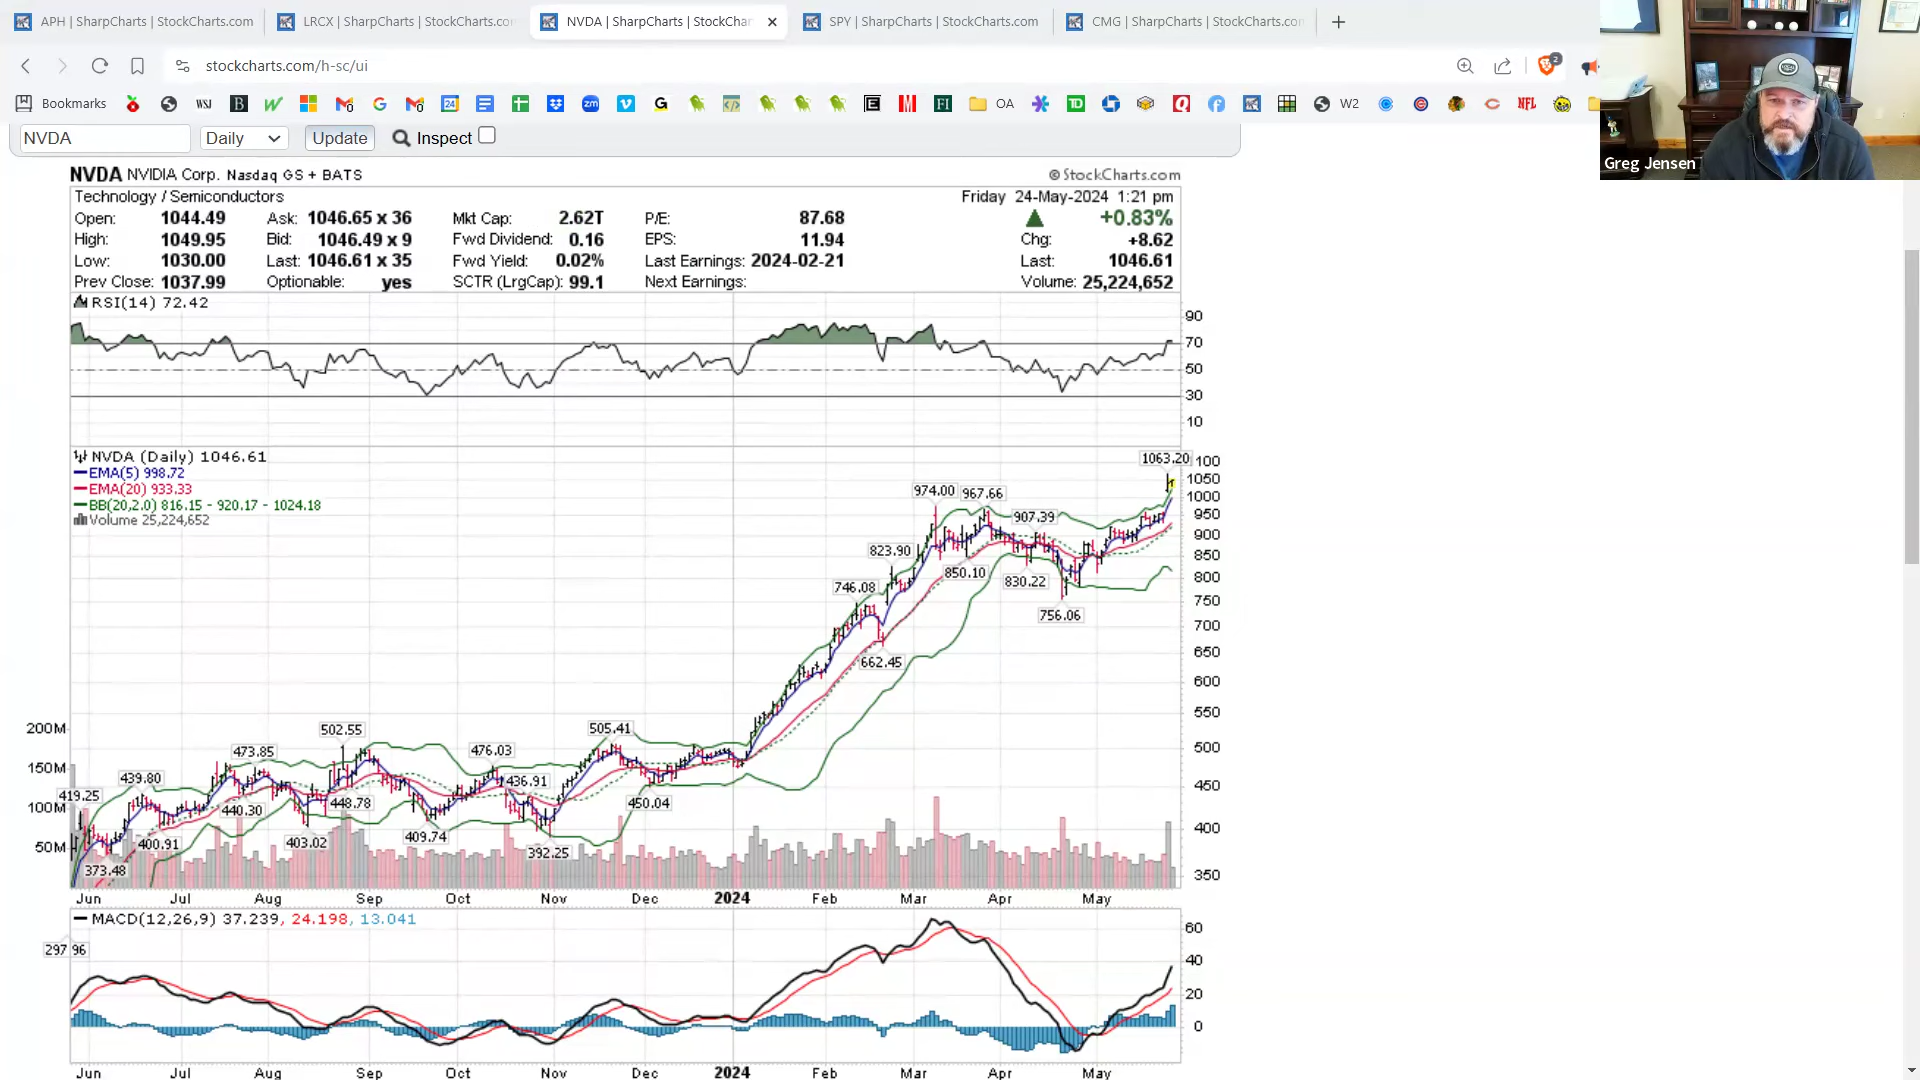 APH | SharpCharts | StockCharts.com
LRCX | SharpCharts | StockCharts.co
NVDA | SharpCharts | StockChar
SPY | SharpCharts | StockCharts.com
CMG | SharpCharts | StockCharts.co
stockcharts.com/h-sc/ui
Bookmarks
WSJ
OA
TD
W2
NFL
NVDA
Daily
Update
Inspect
Greg Jensen
NVDA NVIDIA Corp. Nasdaq GS + BATS
© StockCharts.com
Technology / Semiconductors
Friday 24-May-2024 1:21 pm
Open: 1044.49 Ask: 1046.65 x 36 Mkt Cap: 2.62T P/E: 87.68 +0.83%
High: 1049.95 Bid: 1046.49 x 9 Fwd Dividend: 0.16 EPS: 11.94 Chg: +8.62
Low: 1030.00 Last: 1046.61 x 35 Fwd Yield: 0.02% Last Earnings: 2024-02-21 Last: 1046.61
Prev Close: 1037.99 Optionable: yes SCTR (LrgCap): 99.1 Next Earnings: Volume: 25,224,652
RSI(14) 72.42
90
70
50
30
10
NVDA (Daily) 1046.61
EMA(5) 998.72
EMA(20) 933.33
BB(20,2.0) 816.15 - 920.17 - 1024.18
Volume 25,224,652
1063.20
974.00
967.66
907.39
823.90
850.10
830.22
746.08
756.06
662.45
502.55
505.41
473.85
476.03
439.80
436.91
419.25
440.30
448.78
450.04
400.91
403.02
409.74
392.25
373.48
100
1050
1000
950
900
850
800
750
700
650
600
550
500
450
400
350
200M
150M
100M
50M
Jun Jul Aug Sep Oct Nov Dec 2024 Feb Mar Apr May
MACD(12,26,9) 37.239, 24.198, 13.041
297.96
60
40
20
0
Jun Jul Aug Sep Oct Nov Dec 2024 Feb Mar Apr May